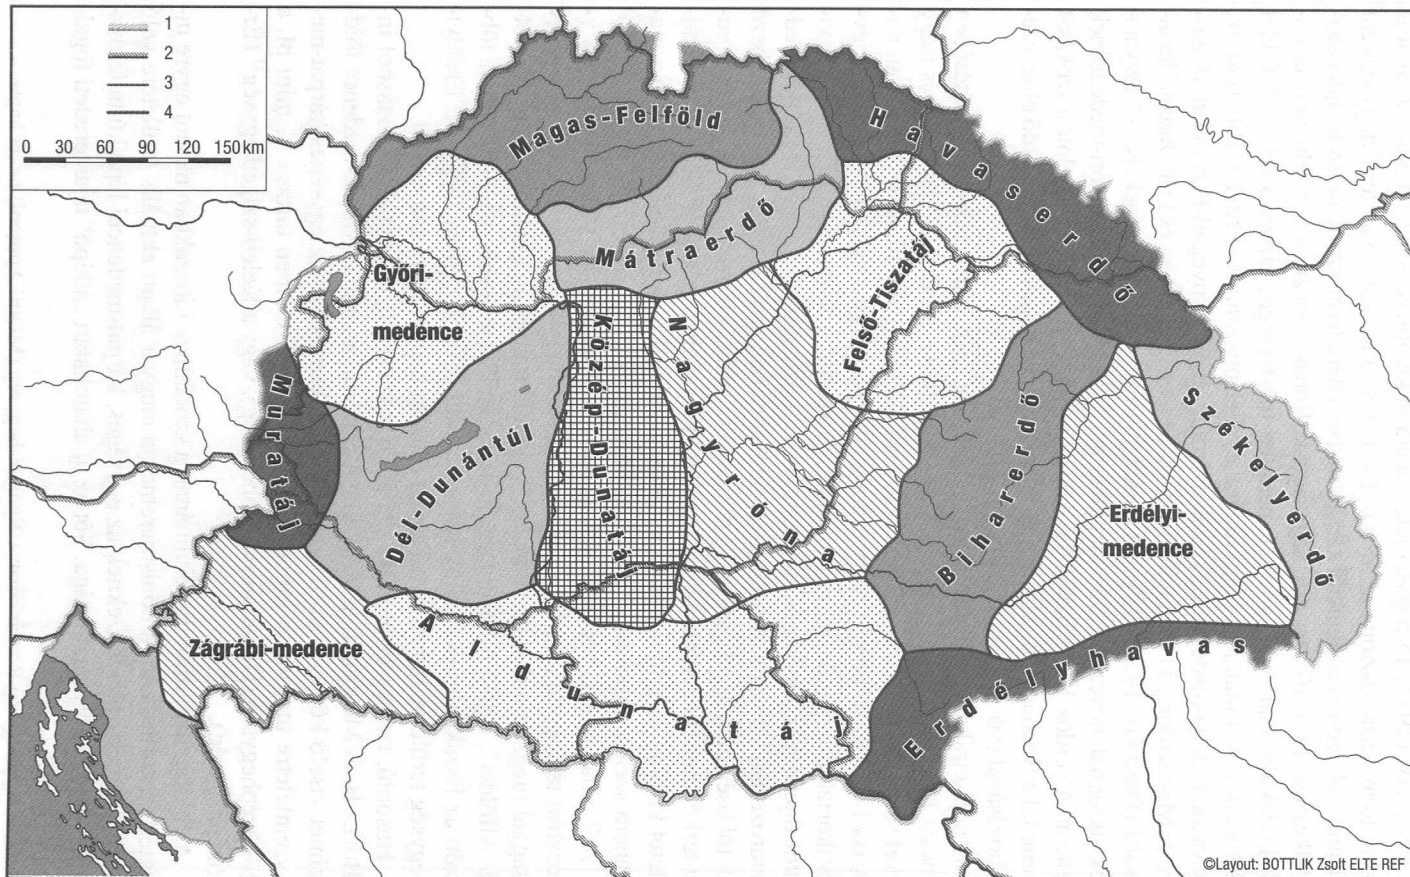 1
2
3
4
0 30 60 90 120 150 km
Magas-Felföld
Havaserdő
Mátraerdő
Győri-
medence
Felső-Tiszatáj
Közép-Dunatáj
Nagyróna
Muratál
Dél-Dunántúl
Biharerdő
Székelyerdő
Erdélyi-
medence
Zágrábi-medence
Aldunatáj
Erdélyhavas
©Layout: BOTTLIK Zsolt ELTE REF